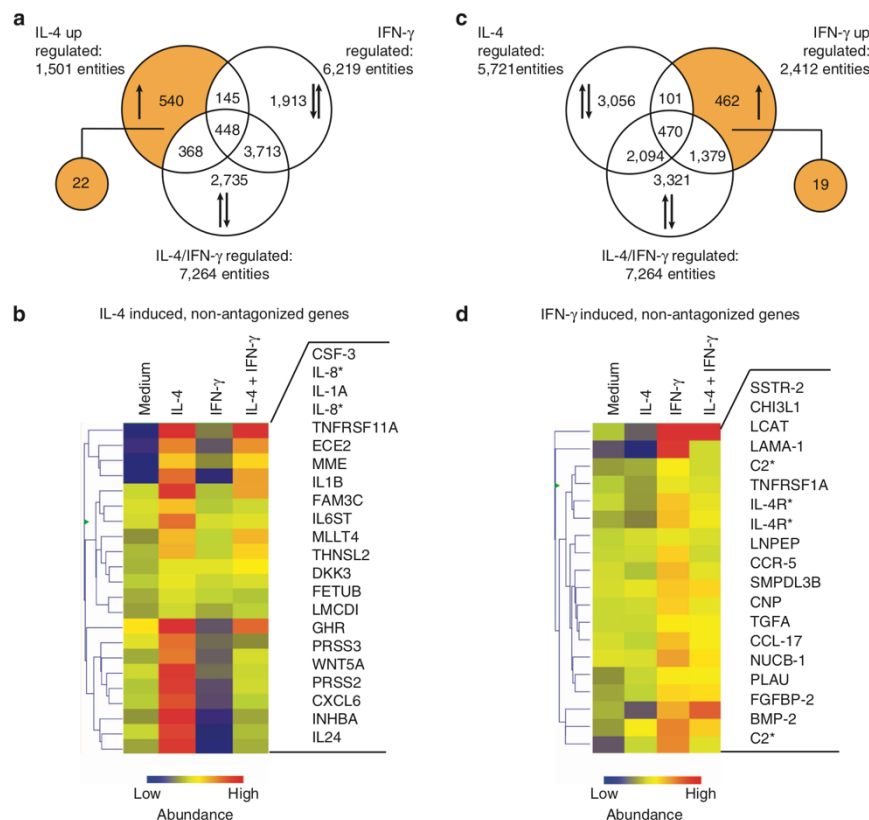 a
IL-4 up
regulated:
1,501 entities
IFN-γ
regulated:
6,219 entities
540
145
1,913
448
368
3,713
22
2,735
IL-4/IFN-γ regulated:
7,264 entities
c
IL-4
regulated:
5,721entities
IFN-γ up
regulated:
2,412 entities
3,056
101
462
470
2,094
1,379
3,321
19
IL-4/IFN-γ regulated:
7,264 entities
b
IL-4 induced, non-antagonized genes
Medium
IL-4
IFN-γ
IL-4 + IFN-γ
CSF-3
IL-8*
IL-1A
IL-8*
TNFRSF11A
ECE2
MME
IL1B
FAM3C
IL6ST
MLLT4
THNSL2
DKK3
FETUB
LMCDI
GHR
PRSS3
WNT5A
PRSS2
CXCL6
INHBA
IL24
Low
High
Abundance
d
IFN-γ induced, non-antagonized genes
Medium
IL-4
IFN-γ
IL-4 + IFN-γ
SSTR-2
CHI3L1
LCAT
LAMA-1
C2*
TNFRSF1A
IL-4R*
IL-4R*
LNPEP
CCR-5
SMPDL3B
CNP
TGFA
CCL-17
NUCB-1
PLAU
FGFBP-2
BMP-2
C2*
Low
High
Abundance